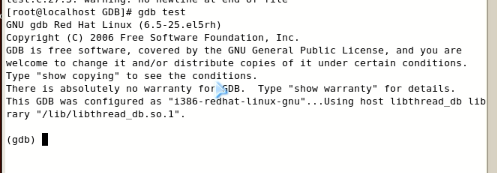 test.c:27:3: warning: no newline at end of file
[root@localhost GDB]# gdb test
GNU gdb Red Hat Linux (6.5-25.el5rh)
Copyright (C) 2006 Free Software Foundation, Inc.
GDB is free software, covered by the GNU General Public License, and you are
welcome to change it and/or distribute copies of it under certain conditions.
Type "show copying" to see the conditions.
There is absolutely no warranty for GDB.  Type "show warranty" for details.
This GDB was configured as "i386-redhat-linux-gnu"...Using host libthread_db lib
rary "/lib/libthread_db.so.1".
(gdb)